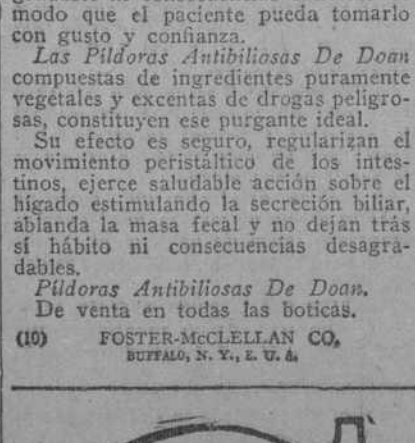 modo que el paciente pueda tomarlo
con gusto y confianza.
Las Píldoras Antibiliosas De Doan
compuestas de ingredientes puramente
vegetales y excentas de drogas peligro-
sas, constituyen ese purgante ideal.
Su efecto es seguro, regularizan el
movimiento peristáltico de los intes-
tinos, ejerce saludable acción sobre el
hígado estimulando la secreción biliar,
ablanda la masa fecal y no dejan trás
sí hábito ni consecuencias desagra-
dables.
Píldoras Antibiliosas De Doan.
De venta en todas las boticas.
(10) FOSTER-McCLELLAN CO.
BUFFALO, N. Y., E. U. A.